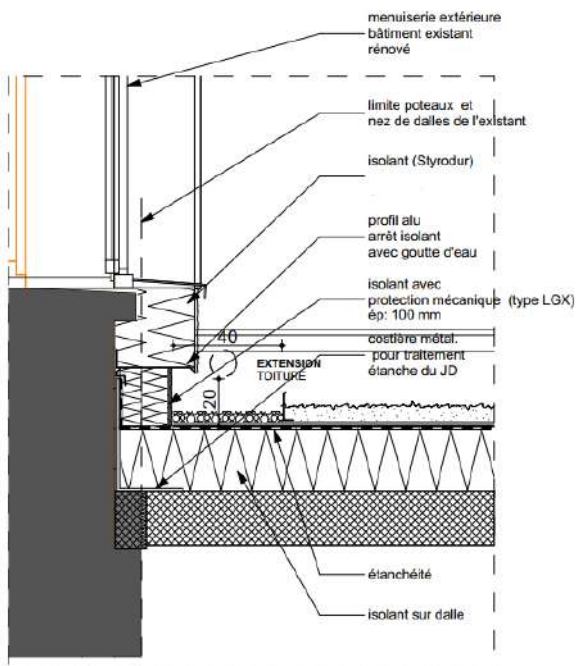 menuiserie extérieure
bâtiment existant
rénové
limite poteaux et
nez de dalles de l'existant
isolant (Styrodur)
profil alu
arrêt isolant
avec goutte d'eau
isolant avec
protection mécanique (type LGX)
ép: 100 mm
40
costière métal.
pour traitement
étanche du JD
EXTENSION
TOITURE
20
étanchéité
isolant sur dalle